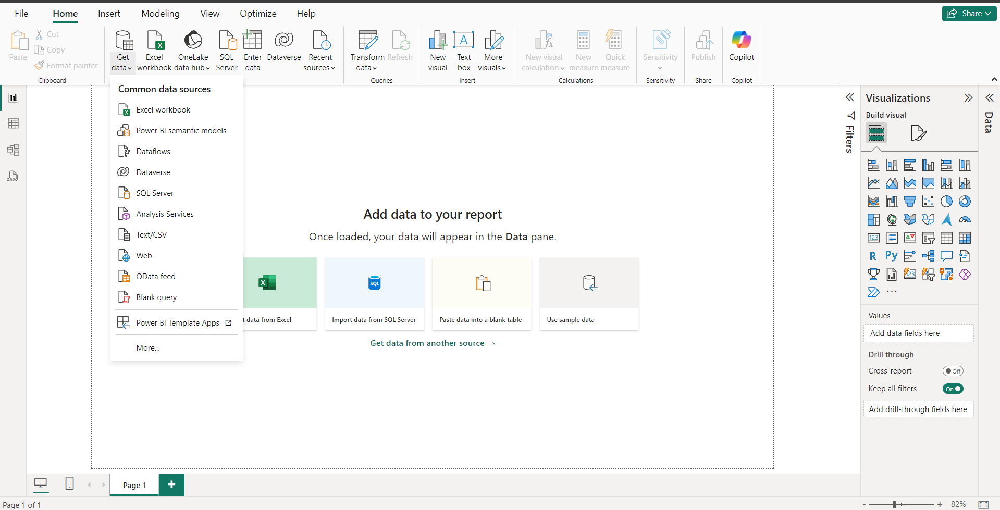 File Home Insert Modeling View Optimize Help Share
Paste Cut Copy Format painter
Clipboard
Get data
Excel workbook
OneLake data hub
SQL Server
Enter data
Dataverse
Recent sources
Transform data
Refresh
Queries
New visual
Text box
More visuals
Insert
New visual calculation
New measure
Quick measure
Calculations
Sensitivity
Sensitivity
Publish
Share
Copilot
Copilot
Common data sources
Excel workbook
Power BI semantic models
Dataflows
Dataverse
SQL Server
Analysis Services
Text/CSV
Web
OData feed
Blank query
Power BI Template Apps
More...
DAX
Add data to your report
Once loaded, your data will appear in the Data pane.
SQL
t data from Excel
Import data from SQL Server
Paste data into a blank table
Use sample data
Get data from another source →
Filters
Visualizations
Build visual
123
R Py
123
...
Values
Add data fields here
Drill through
Cross-report Off
Keep all filters On
Add drill-through fields here
Data
Page 1 +
Page 1 of 1
- + 82%